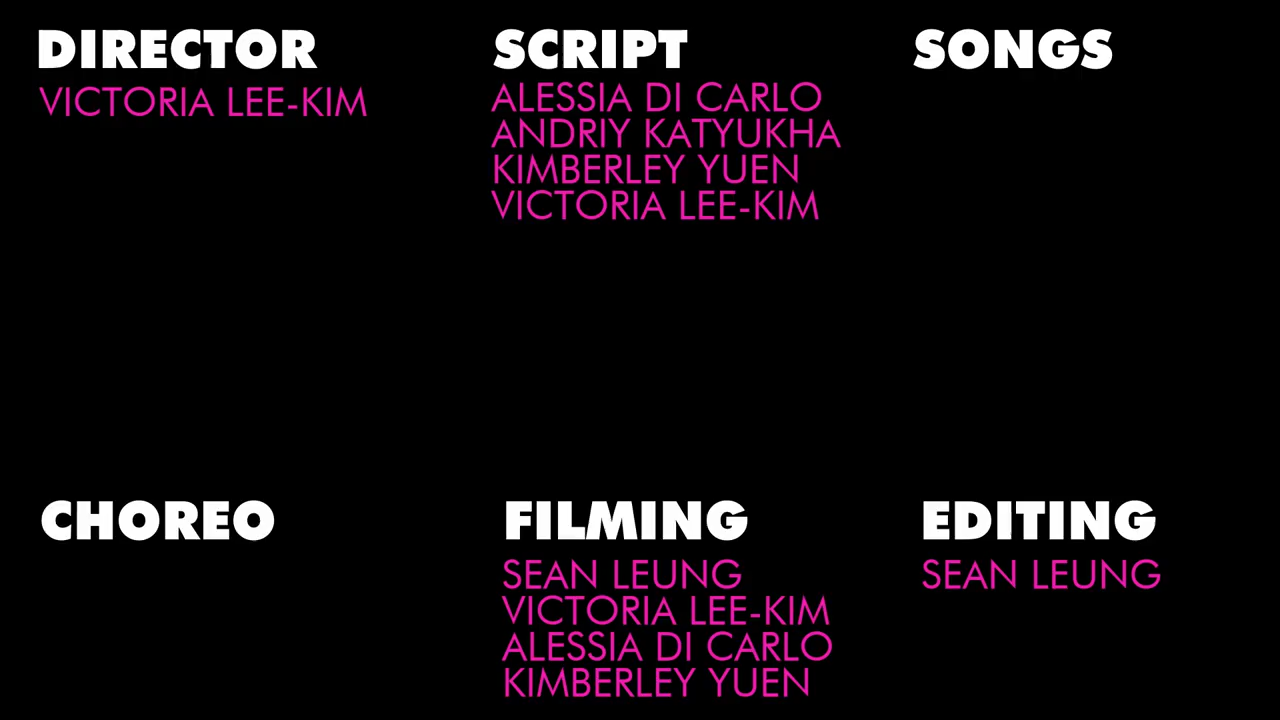 DIRECTOR
VICTORIA LEE-KIM
SCRIPT
ALESSIA DI CARLO
ANDRIY KATYUKHA
KIMBERLEY YUEN
VICTORIA LEE-KIM
SONGS
CHOREO
FILMING
SEAN LEUNG
VICTORIA LEE-KIM
ALESSIA DI CARLO
KIMBERLEY YUEN
EDITING
SEAN LEUNG